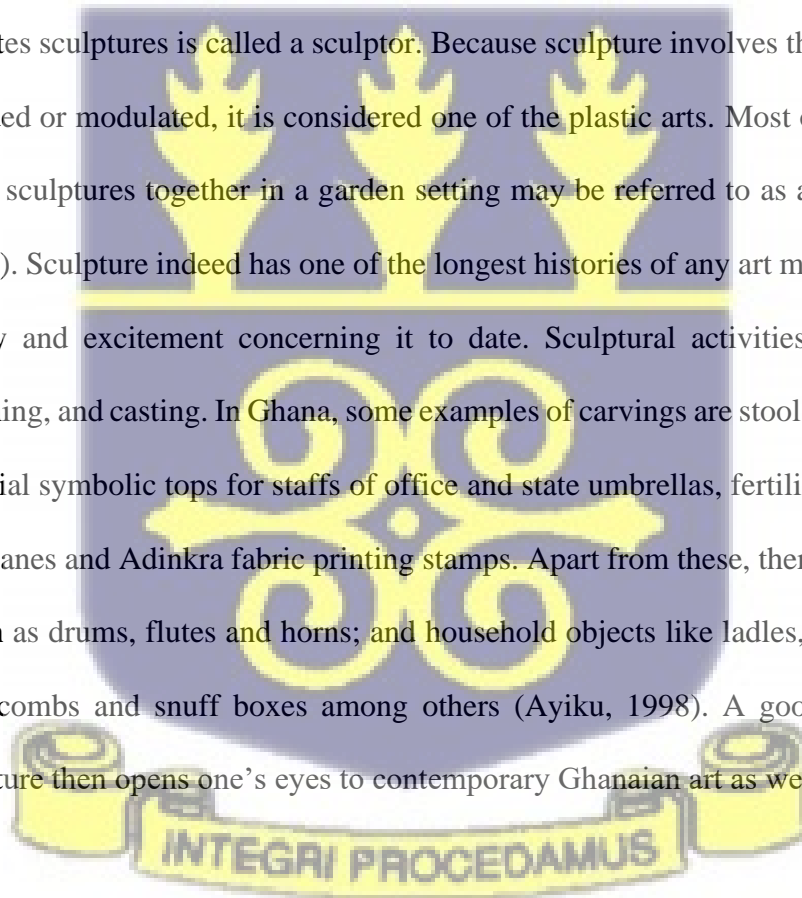 tes sculptures is called a sculptor. Because sculpture involves th
ed or modulated, it is considered one of the plastic arts. Most o
sculptures together in a garden setting may be referred to as a
). Sculpture indeed has one of the longest histories of any art m
y and excitement concerning it to date. Sculptural activities
ing, and casting. In Ghana, some examples of carvings are stool
ial symbolic tops for staffs of office and state umbrellas, fertili
anes and Adinkra fabric printing stamps. Apart from these, ther
as drums, flutes and horns; and household objects like ladles,
combs and snuff boxes among others (Ayiku, 1998). A goo
ture then opens one's eyes to contemporary Ghanaian art as we
INTEGRI PROCEDAMUS